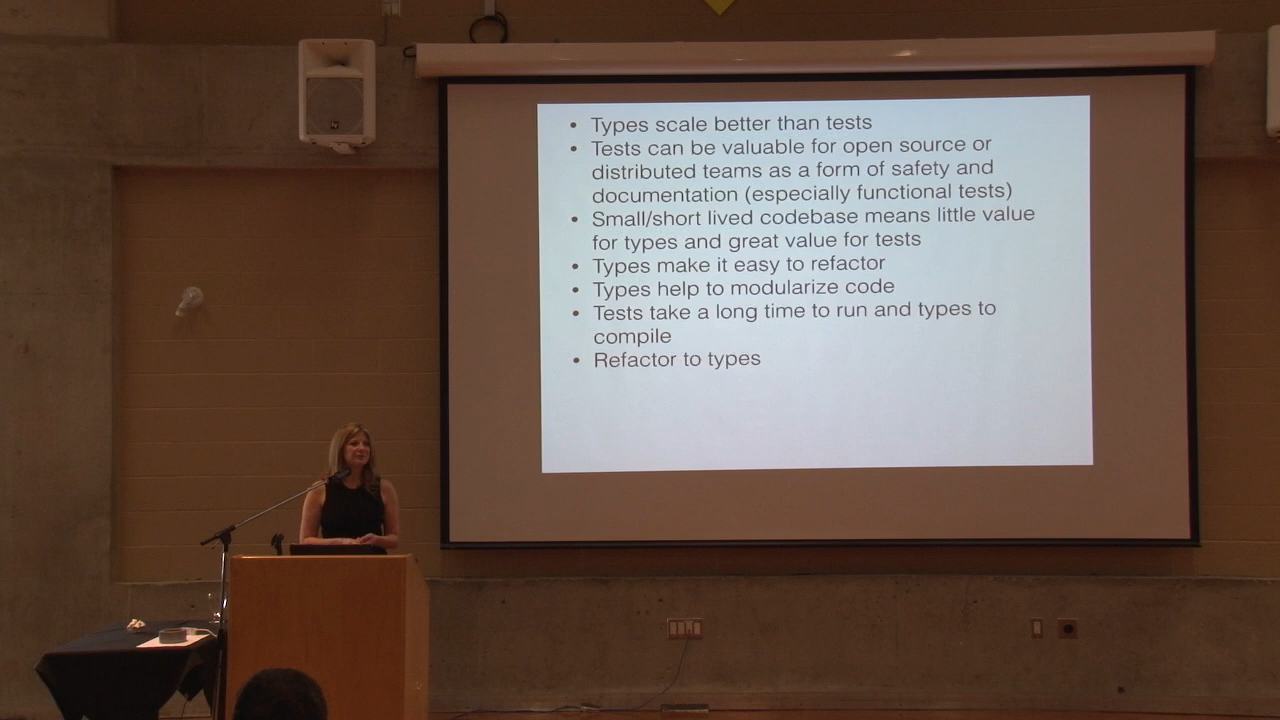 • Types scale better than tests
• Tests can be valuable for open source or
distributed teams as a form of safety and
documentation (especially functional tests)
• Small/short lived codebase means little value
for types and great value for tests
• Types make it easy to refactor
• Types help to modularize code
• Tests take a long time to run and types to
compile
• Refactor to types